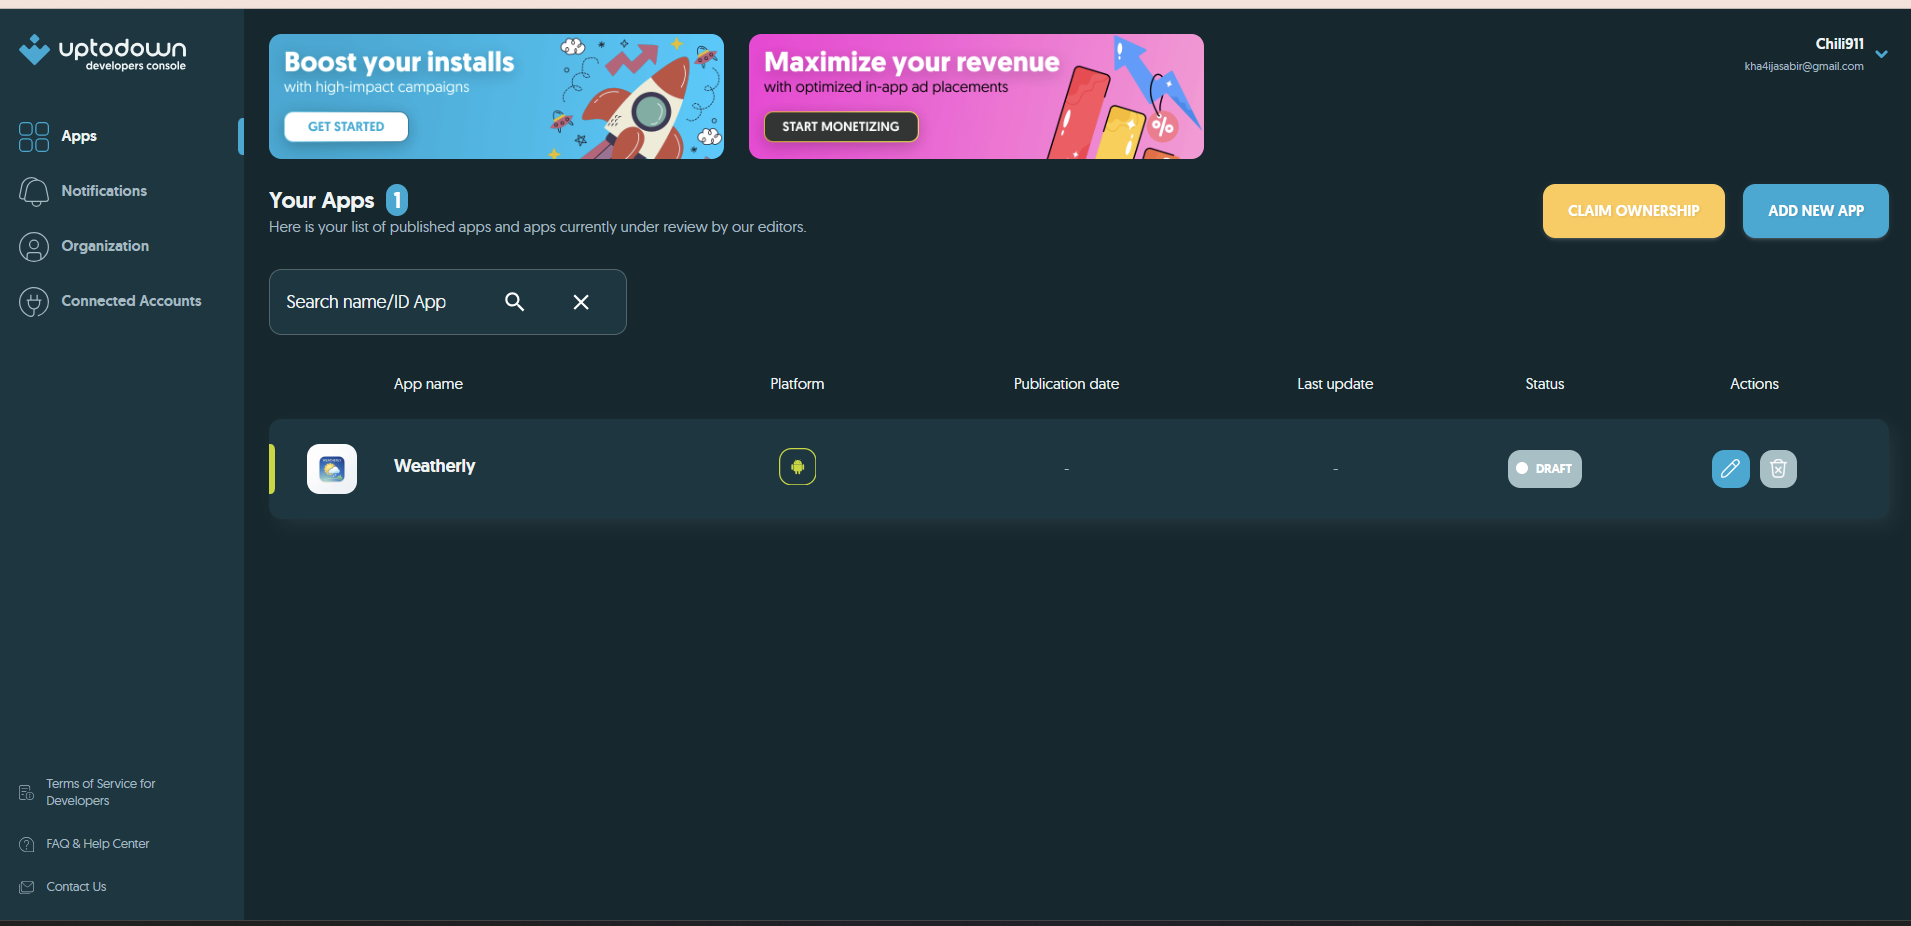 uptodown
developers console
Apps
Notifications
Organization
Connected Accounts
Terms of Service for
Developers
FAQ & Help Center
Contact Us
Boost your installs
with high-impact campaigns
GET STARTED
Maximize your revenue
with optimized in-app ad placements
START MONETIZING
%
Chili911
kha4ijasabir@gmail.com
Your Apps 1
Here is your list of published apps and apps currently under review by our editors.
CLAIM OWNERSHIP
ADD NEW APP
Search name/ID App
App name Platform Publication date Last update Status Actions
WEATHERLY
Weatherly - - DRAFT